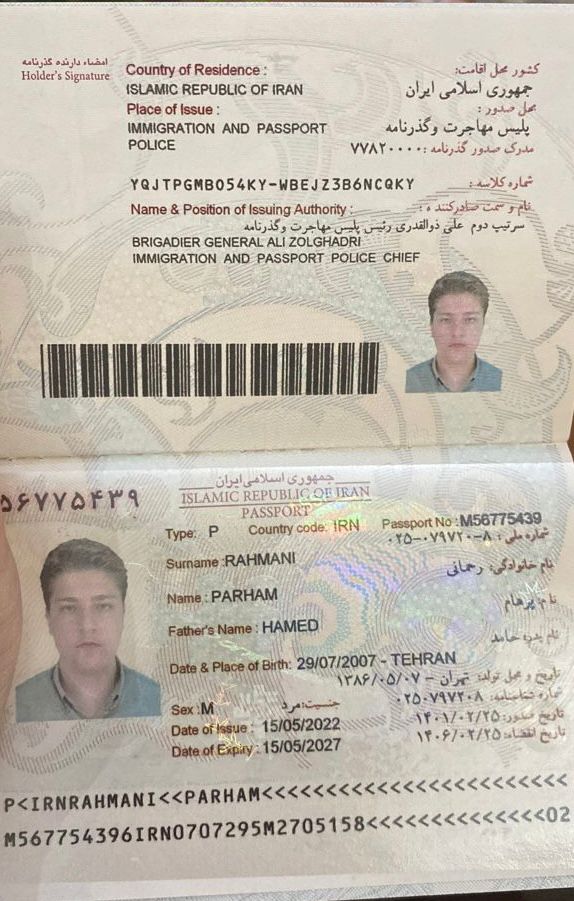 امضاء دارنده گذرنامه
Holder's Signature
Country of Residence :
کشور محل اقامت:
ISLAMIC REPUBLIC OF IRAN
جمهوری اسلامی ایران
Place of Issue :
محل صدور :
IMMIGRATION AND PASSPORT
POLICE
پلیس مهاجرت وگذرنامه
مدرک صدور گذرنامه : ۷۷۸۲۰۰۰۰
YQJTPGMBO54KY-WBEJZ3B6NCQKY
شماره کلاسه :
Name & Position of Issuing Authority :
نام و سمت صادرکننده :
سرتیپ دوم علی ذوالقدری رئیس پلیس مهاجرت وگذرنامه
BRIGADIER GENERAL ALI ZOLGHADRI
IMMIGRATION AND PASSPORT POLICE CHIEF
جمهوری اسلامی ایران
ISLAMIC REPUBLIC OF IRAN
PASSPORT
۵۶۷۷۵۴۳۹
Type: P Country code: IRN Passport No :M56775439
شماره ملی : ۰۲۵-۰۷۹۷۲۰-۸
Surname :RAHMANI
نام خانوادگی: رحمانی
Name : PARHAM
نام: پرهام
Father's Name : HAMED
نام پدر: حامد
Date & Place of Birth: 29/07/2007 - TEHRAN
تاریخ و محل تولد: تهران - ۱۳۸۶/۰۵/۰۷
Sex :M
جنسیت: مرد
شماره شناسنامه: ۰۲۵۰۷۹۷۲۰۸
Date of Issue : 15/05/2022
تاریخ صدور: ۱۴۰۱/۰۲/۲۵
Date of Expiry : 15/05/2027
تاریخ انقضاء: ۱۴۰۶/۰۲/۲۵
P<IRNRAHMANI<<PARHAM<<<<<<<<<<<<<<<<<<<<<<<<
M567754396IRN0707295M2705158<<<<<<<<<<<<<<02